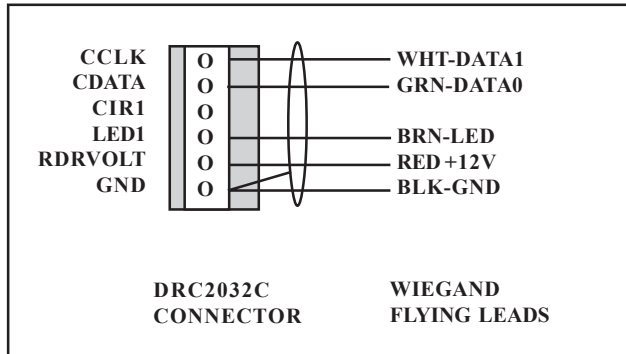 CCLK O WHT-DATA1
CDATA O GRN-DATA0
CIR1 O
LED1 O BRN-LED
RDRVOLT O RED +12V
GND O BLK-GND
DRC2032C WIEGAND
CONNECTOR FLYING LEADS